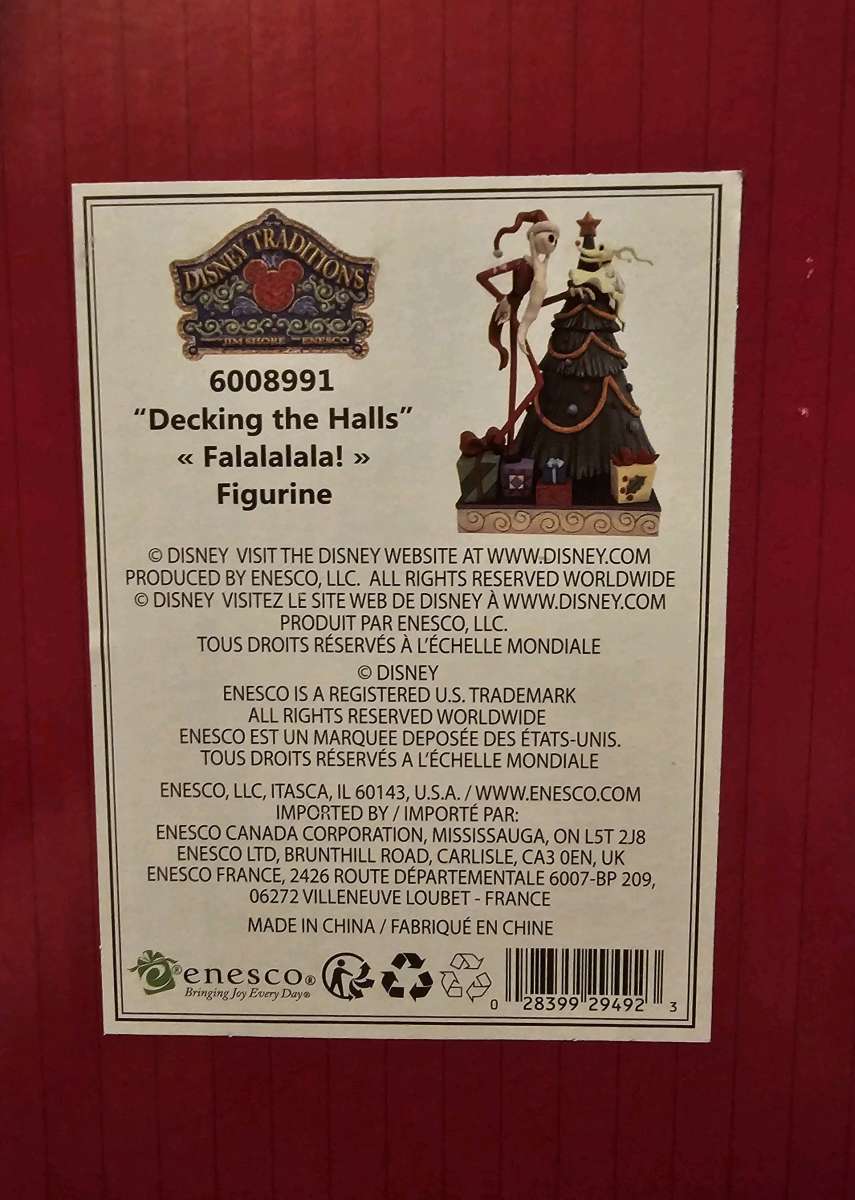 DISNEY TRADITIONS
JIM SHORE ENESCO
6008991
“Decking the Halls”
« Falalalala! »
Figurine
© DISNEY VISIT THE DISNEY WEBSITE AT WWW.DISNEY.COM
PRODUCED BY ENESCO, LLC. ALL RIGHTS RESERVED WORLDWIDE
© DISNEY VISITEZ LE SITE WEB DE DISNEY À WWW.DISNEY.COM
PRODUIT PAR ENESCO, LLC.
TOUS DROITS RÉSERVÉS À L’ÉCHELLE MONDIALE
© DISNEY
ENESCO IS A REGISTERED U.S. TRADEMARK
ALL RIGHTS RESERVED WORLDWIDE
ENESCO EST UN MARQUEE DEPOSÉE DES ÉTATS-UNIS.
TOUS DROITS RÉSERVÉS A L’ÉCHELLE MONDIALE
ENESCO, LLC, ITASCA, IL 60143, U.S.A. / WWW.ENESCO.COM
IMPORTED BY / IMPORTÉ PAR:
ENESCO CANADA CORPORATION, MISSISSAUGA, ON L5T 2J8
ENESCO LTD, BRUNTHILL ROAD, CARLISLE, CA3 0EN, UK
ENESCO FRANCE, 2426 ROUTE DÉPARTEMENTALE 6007-BP 209,
06272 VILLENEUVE LOUBET - FRANCE
MADE IN CHINA / FABRIQUÉ EN CHINE
enesco®
Bringing Joy Every Day®
0 28399 29492 3